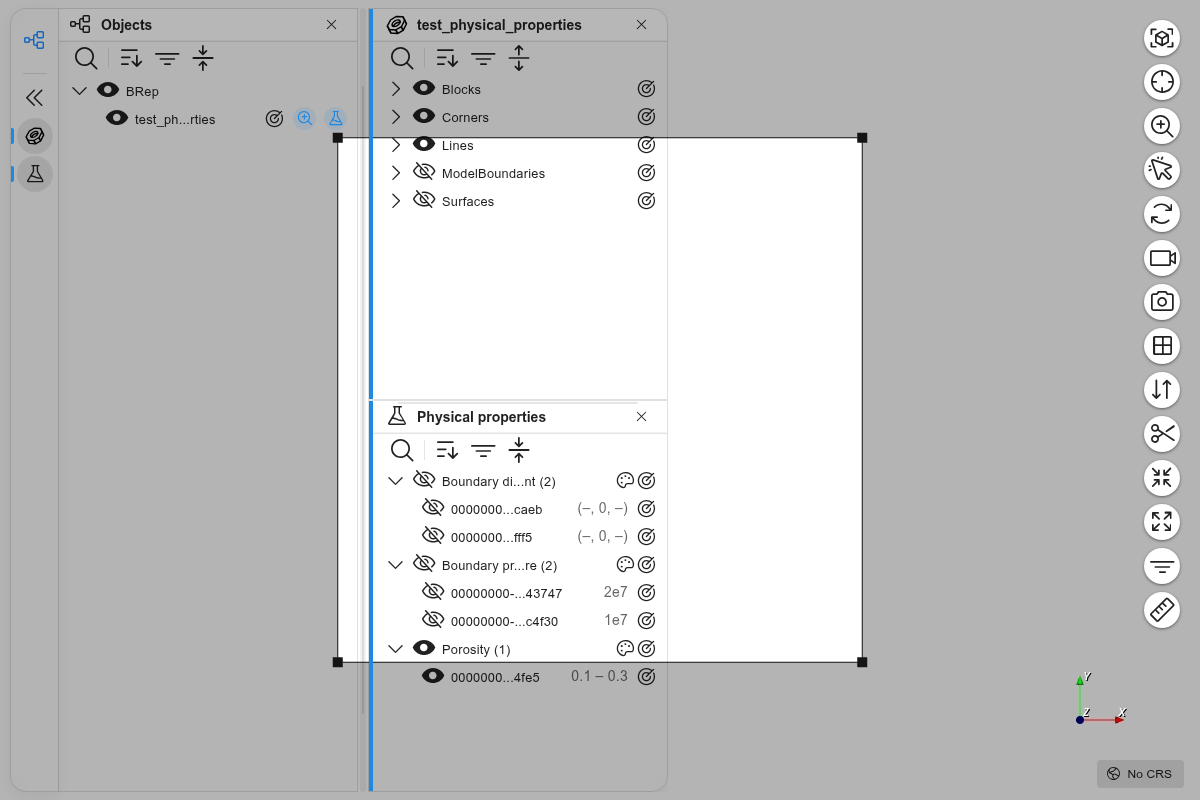 Objects
BRep
test_ph...rties
test_physical_properties
Blocks
Corners
Lines
ModelBoundaries
Surfaces
Physical properties
Boundary di...nt (2)
0000000...caeb (–, 0, –)
0000000...fff5 (–, 0, –)
Boundary pr...re (2)
00000000-...43747 2e7
00000000-...c4f30 1e7
Porosity (1)
0000000...4fe5 0.1 – 0.3
Y
Z X
No CRS